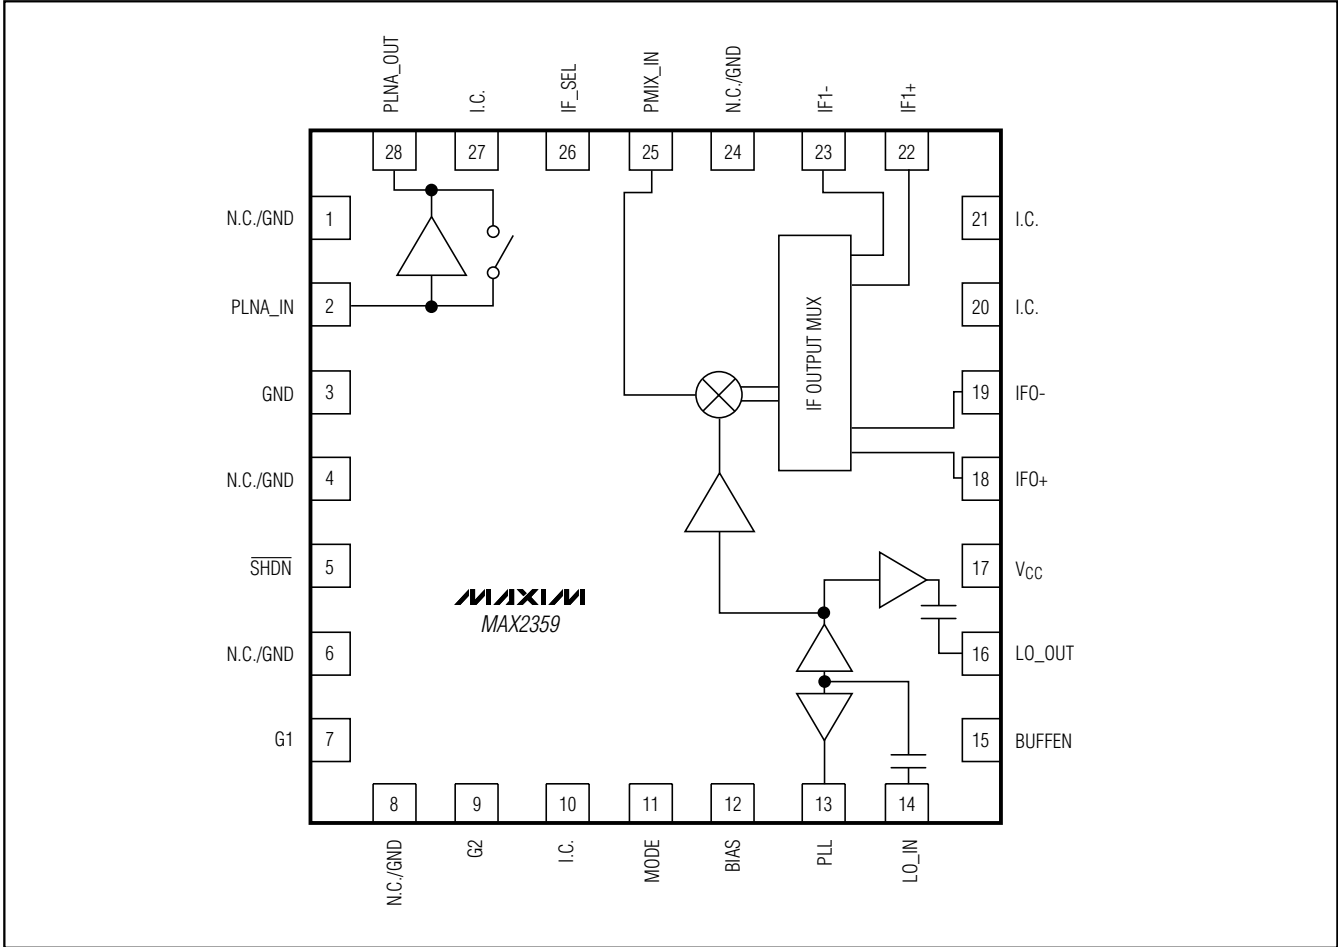 PLNA_OUT
I.C.
IF_SEL
PMIX_IN
N.C./GND
IF1-
IF1+
28
27
26
25
24
23
22
N.C./GND 1
21 I.C.
PLNA_IN 2
20 I.C.
IF OUTPUT MUX
GND 3
19 IF0-
N.C./GND 4
18 IF0+
SHDN 5
17 VCC
MAXIM
MAX2359
N.C./GND 6
16 LO_OUT
G1 7
15 BUFFEN
8
9
10
11
12
13
14
N.C./GND
G2
I.C.
MODE
BIAS
PLL
LO_IN